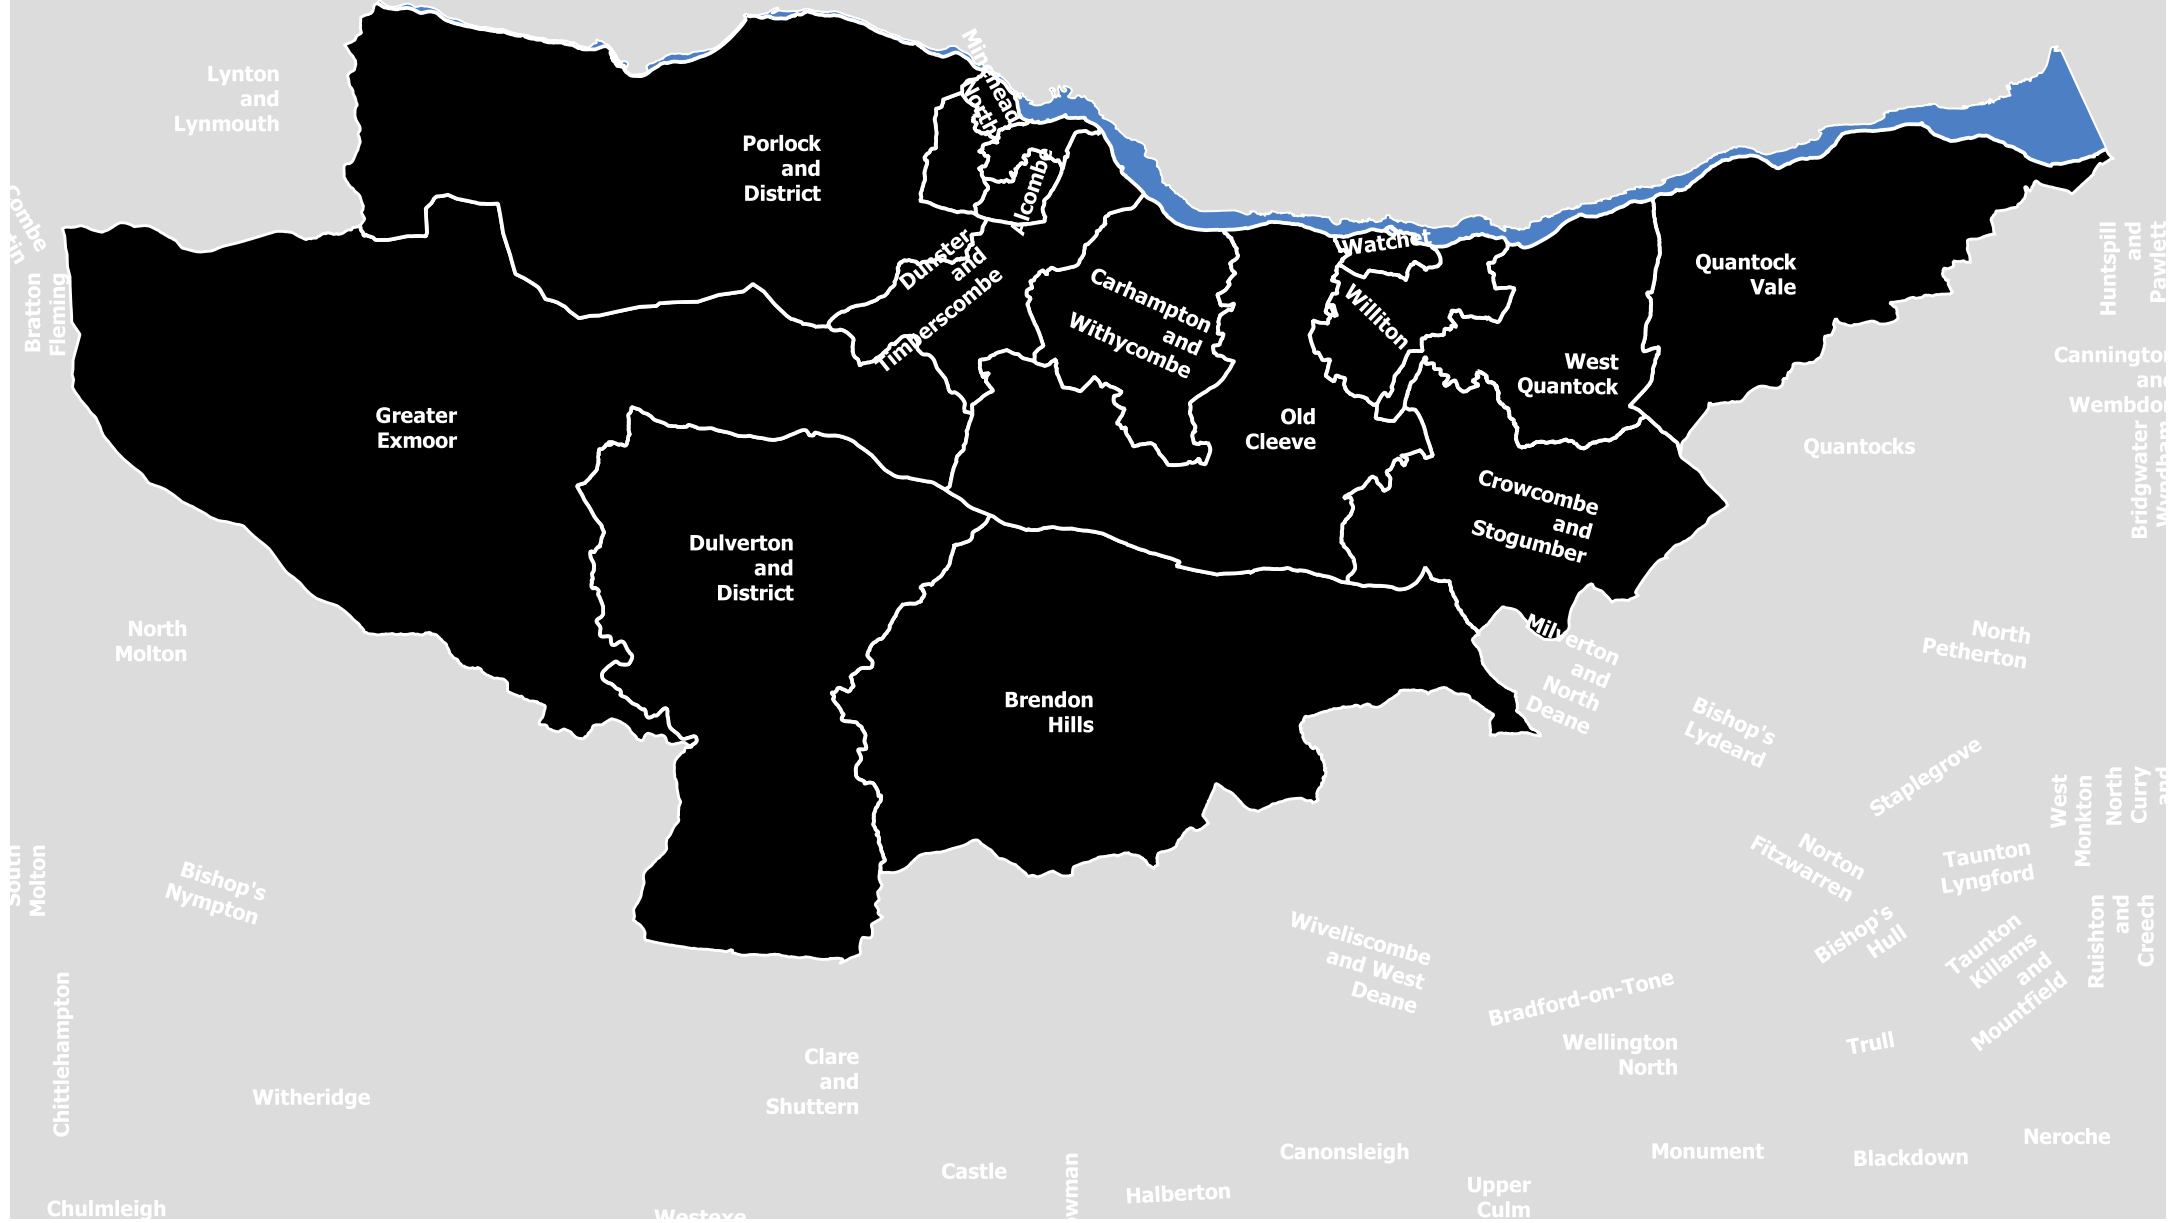 Lynton
and
Lynmouth
Minehead
North
Porlock
and
District
Alcombe
Dunster
and
Timberscombe
Carhampton
and
Withycombe
Watchet
Williton
Quantock
Vale
West
Quantock
Old
Cleeve
Greater
Exmoor
Crowcombe
and
Stogumber
Dulverton
and
District
Brendon
Hills
Bratton
Fleming
Huntspill
and
Pawlett
Cannington
and
Wembdon
Quantocks
Bridgwater
Wyndham
North
Molton
Milverton
and
North
Deane
North
Petherton
Bishop's
Lydeard
Staplegrove
West
Monkton
North
Curry
and
Norton
Fitzwarren
Taunton
Lyngford
Bishop's
Hull
Taunton
Killams
and
Mountfield
Ruishton
and
Creech
South
Molton
Bishop's
Nympton
Wiveliscombe
and West
Deane
Bradford-on-Tone
Wellington
North
Trull
Chittlehampton
Witheridge
Clare
and
Shuttern
Castle
Halberton
Canonsleigh
Upper
Culm
Monument
Blackdown
Neroche
Chulmleigh
Westexe